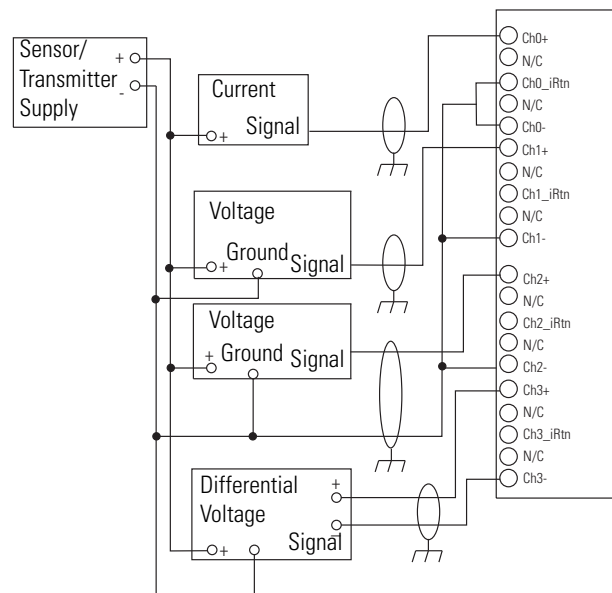 Sensor/
Transmitter
Supply
+
-
Current
Signal
+
Voltage
Ground
Signal
+
Voltage
Ground
Signal
+
Differential
Voltage
+
Signal
-
+
Ch0+
N/C
Ch0_iRtn
N/C
Ch0-
Ch1+
N/C
Ch1_iRtn
N/C
Ch1-
Ch2+
N/C
Ch2_iRtn
N/C
Ch2-
Ch3+
N/C
Ch3_iRtn
N/C
Ch3-